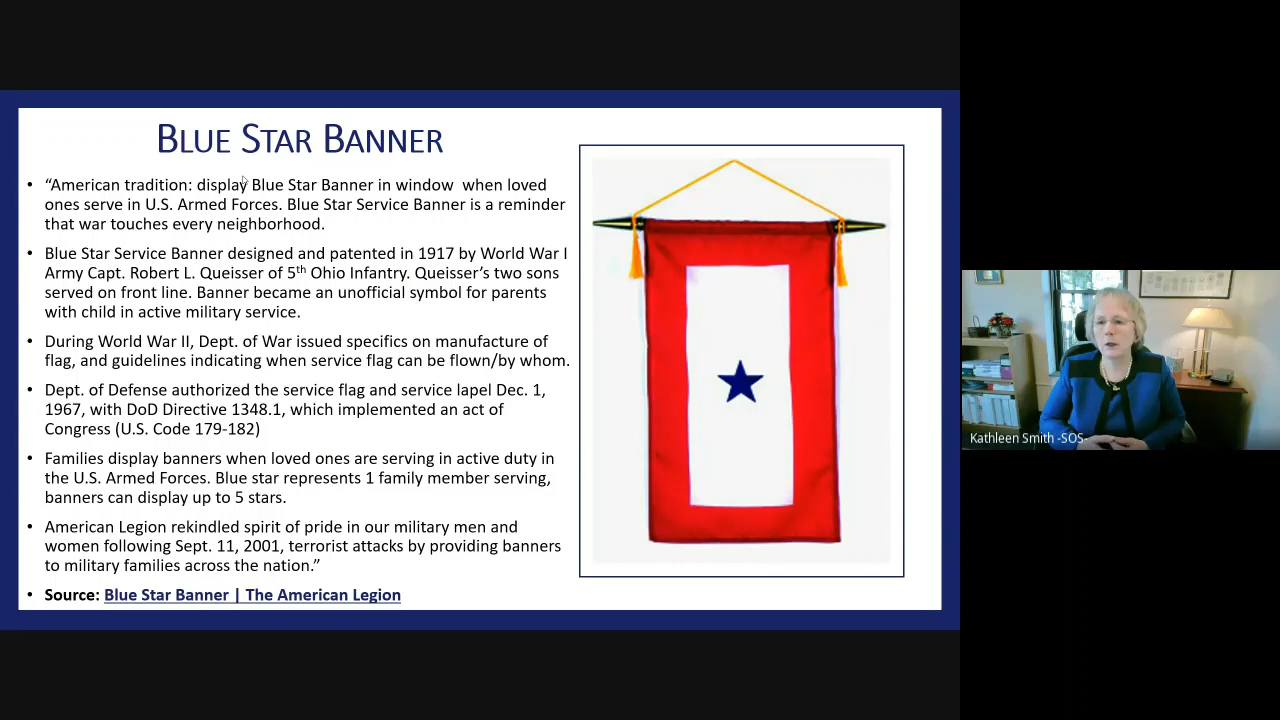 BLUE STAR BANNER
• “American tradition: display Blue Star Banner in window when loved
ones serve in U.S. Armed Forces. Blue Star Service Banner is a reminder
that war touches every neighborhood.
• Blue Star Service Banner designed and patented in 1917 by World War I
Army Capt. Robert L. Queisser of 5th Ohio Infantry. Queisser’s two sons
served on front line. Banner became an unofficial symbol for parents
with child in active military service.
• During World War II, Dept. of War issued specifics on manufacture of
flag, and guidelines indicating when service flag can be flown/by whom.
• Dept. of Defense authorized the service flag and service lapel Dec. 1,
1967, with DoD Directive 1348.1, which implemented an act of
Congress (U.S. Code 179-182)
• Families display banners when loved ones are serving in active duty in
the U.S. Armed Forces. Blue star represents 1 family member serving,
banners can display up to 5 stars.
• American Legion rekindled spirit of pride in our military men and
women following Sept. 11, 2001, terrorist attacks by providing banners
to military families across the nation.”
• Source: Blue Star Banner | The American Legion
Kathleen Smith -SOS-